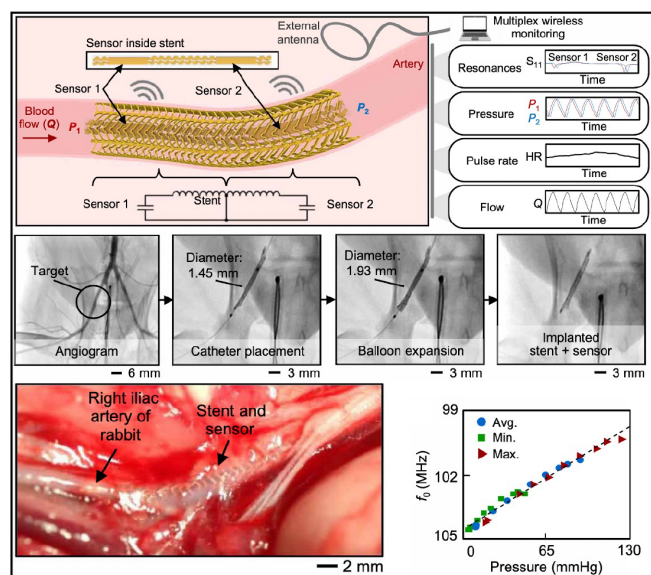 External
antenna
Multiplex wireless
monitoring
Sensor inside stent
Sensor 1
Sensor 2
Artery
Blood
flow (Q)
P1
P2
Sensor 1
Stent
Sensor 2
Resonances
S11
Sensor 1
Sensor 2
Time
Pressure
P1
P2
Time
Pulse rate
HR
Time
Flow
Q
Time
Target
Angiogram
6 mm
Diameter:
1.45 mm
Catheter placement
3 mm
Diameter:
1.93 mm
Balloon expansion
3 mm
Implanted
stent + sensor
3 mm
Right iliac
artery of
rabbit
Stent and
sensor
2 mm
Avg.
Min.
Max.
f0 (MHz)
99
102
105
0
65
130
Pressure (mmHg)